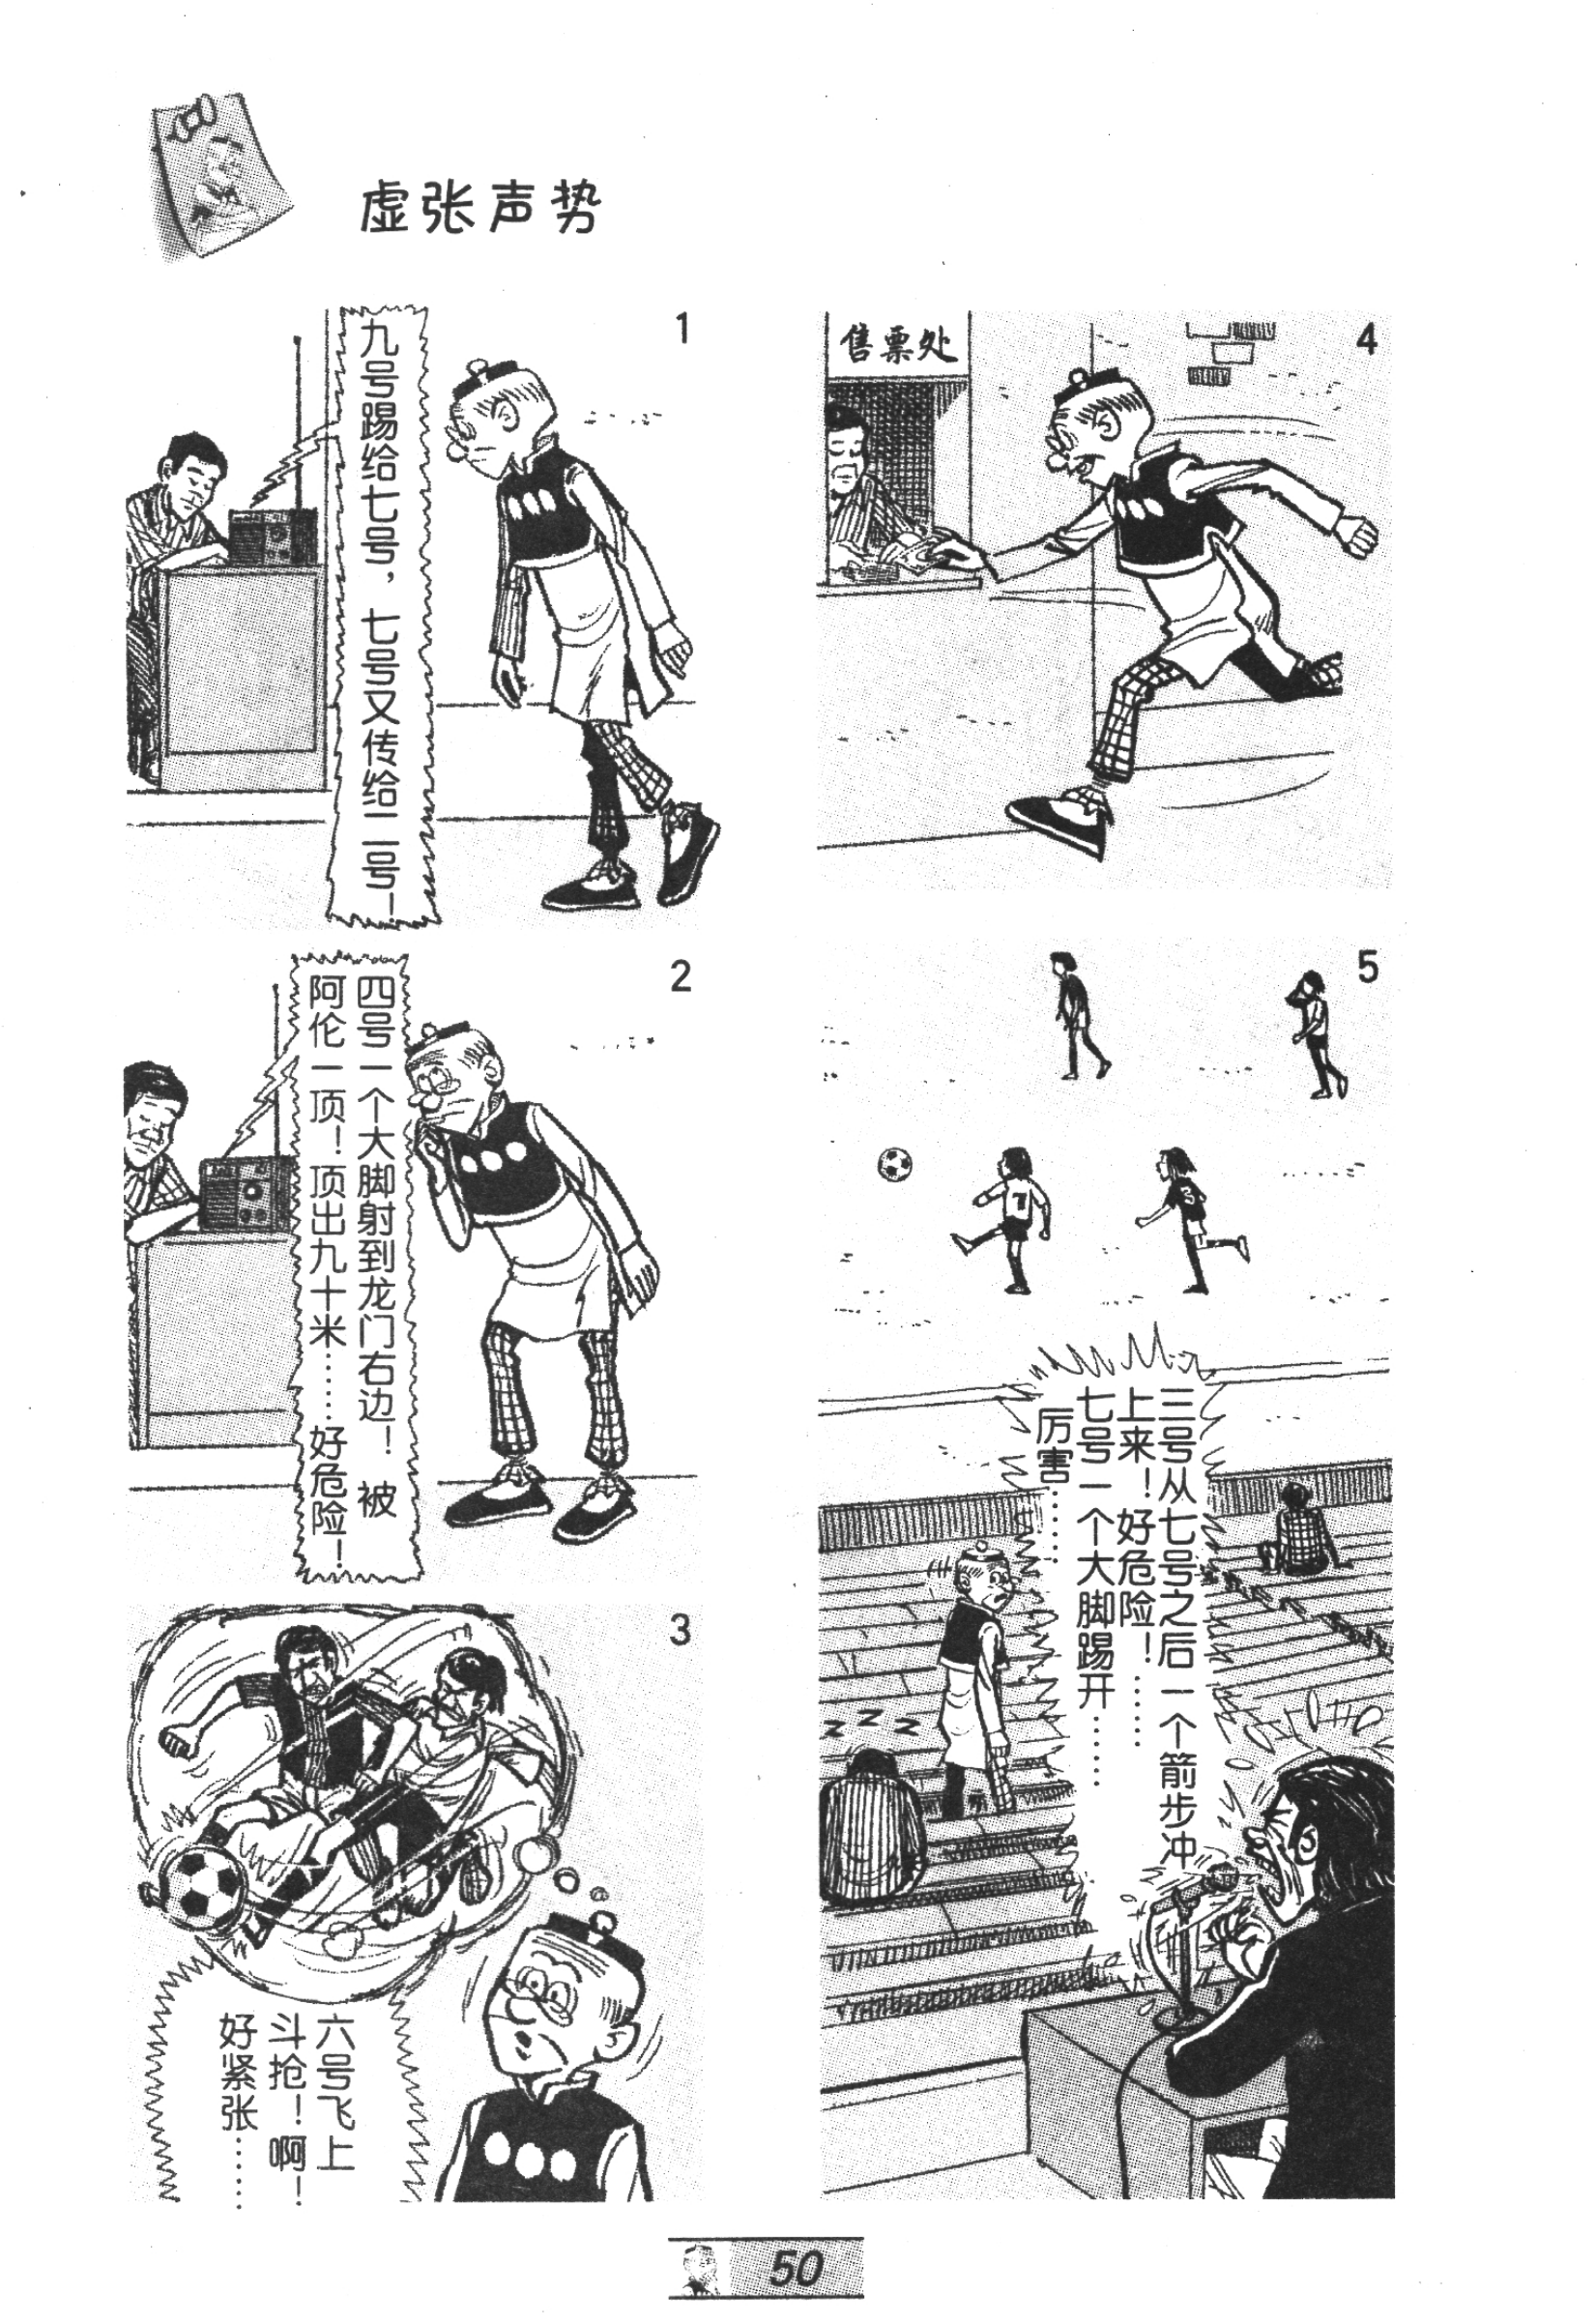 虚张声势
1
九号踢给七号，七号又传给二号！
2
四号一个大脚射到龙门右边！被
阿伦一顶！顶出九十米……好危险！
3
六号飞上
斗抢！啊！
好紧张……
4
售票处
5
7
3
三号从七号之后一个箭步冲
上来！好危险！……
七号一个大脚踢开……
厉害……
z z z
50